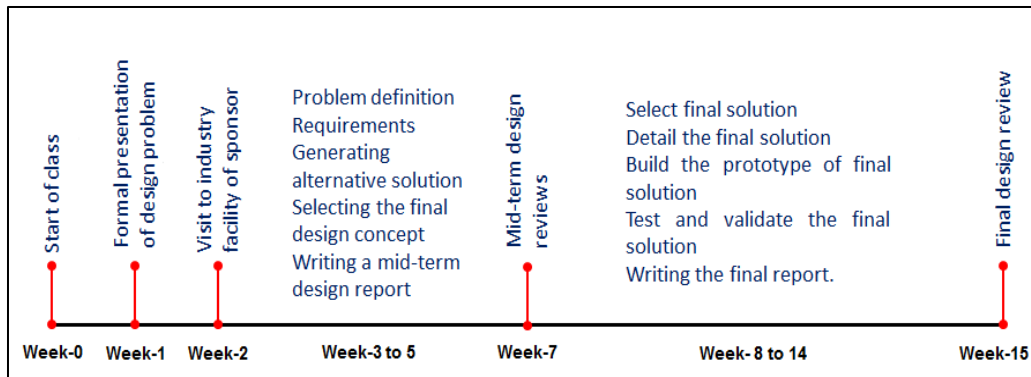 Start of class
Formal presentation
of design problem
Visit to industry
facility of sponsor
Problem definition
Requirements
Generating
alternative solution
Selecting the final
design concept
Writing a mid-term
design report
Mid-term design
reviews
Select final solution
Detail the final solution
Build the prototype of final
solution
Test and validate the final
solution
Writing the final report.
Final design review
Week-0
Week-1
Week-2
Week-3 to 5
Week-7
Week- 8 to 14
Week-15